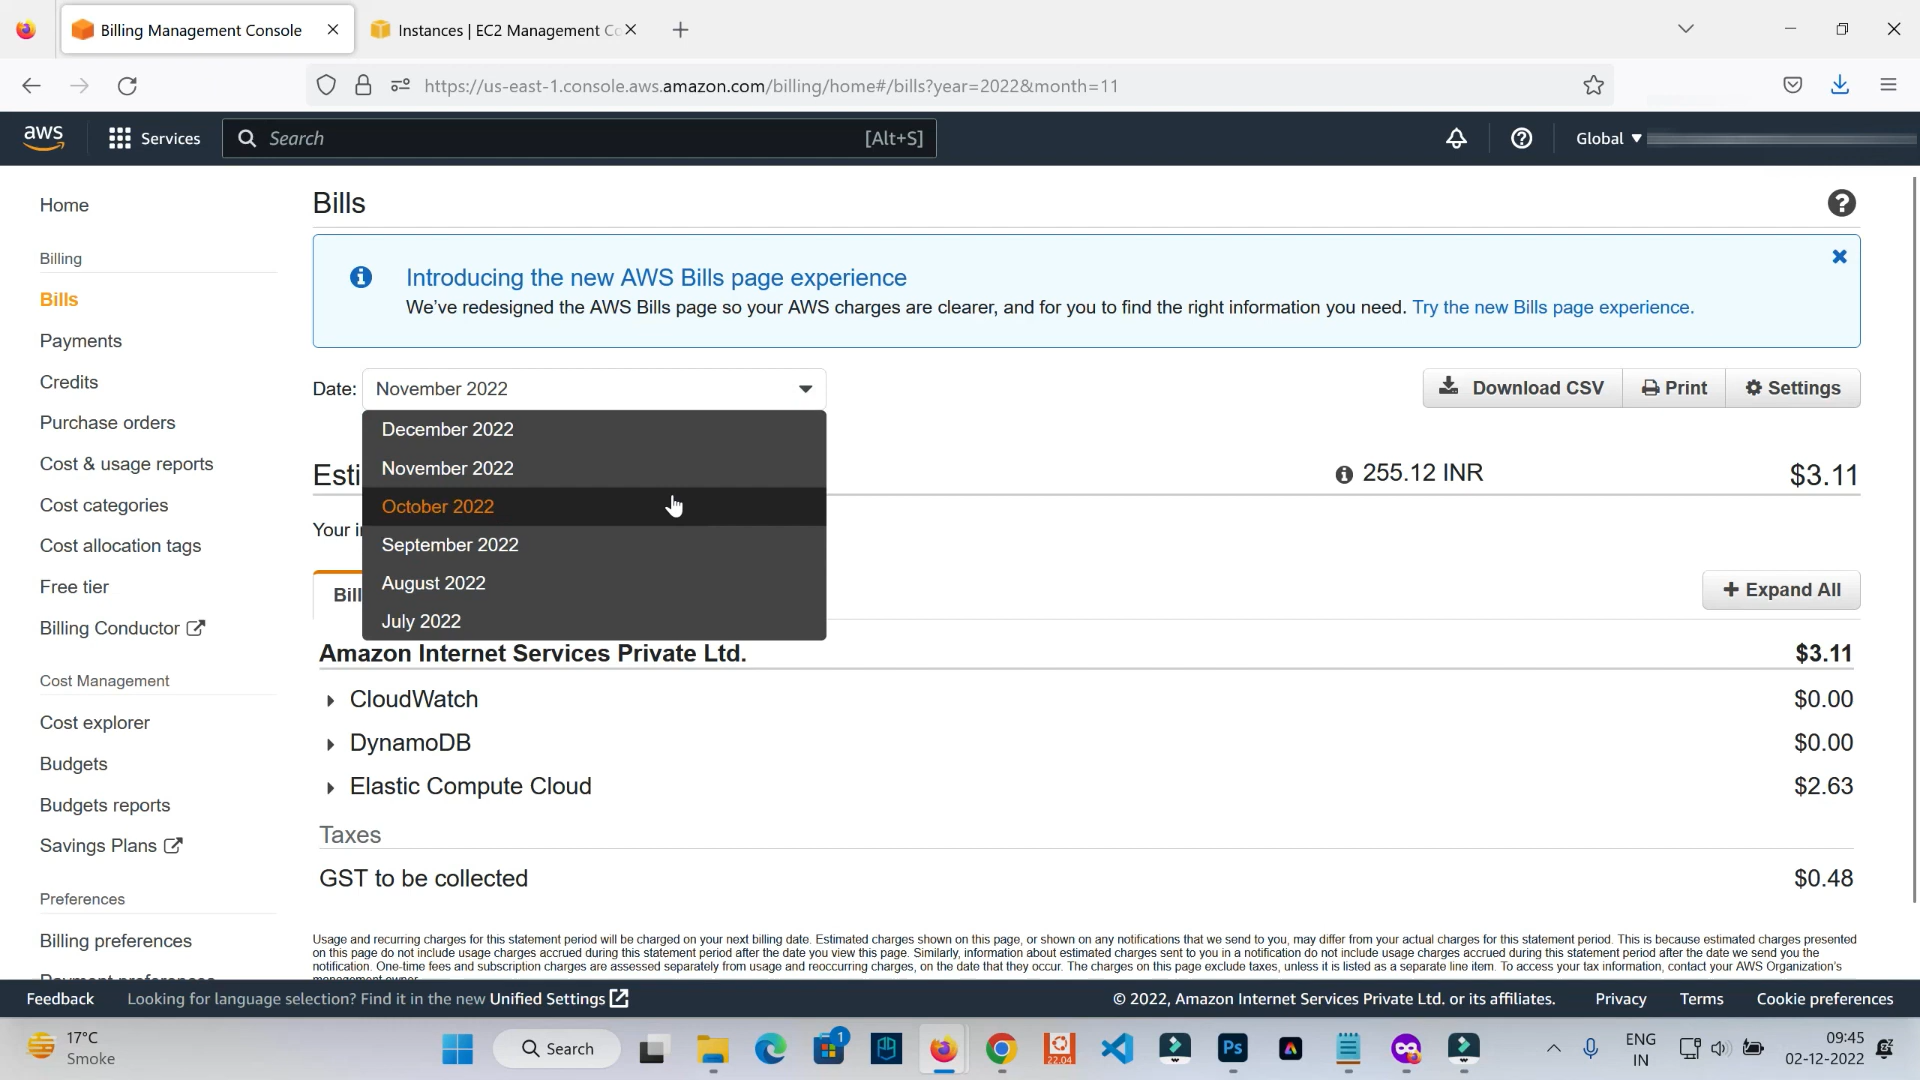 Billing Management Console
Instances | EC2 Management Co
https://us-east-1.console.aws.amazon.com/billing/home#/bills?year=2022&month=11
aws
Services
Search
[Alt+S]
Global
Home
Billing
Bills
Payments
Credits
Purchase orders
Cost & usage reports
Cost categories
Cost allocation tags
Free tier
Billing Conductor
Cost Management
Cost explorer
Budgets
Budgets reports
Savings Plans
Preferences
Billing preferences
Bills
Introducing the new AWS Bills page experience
We've redesigned the AWS Bills page so your AWS charges are clearer, and for you to find the right information you need. Try the new Bills page experience.
Date: November 2022
Download CSV
Print
Settings
December 2022
November 2022
October 2022
September 2022
August 2022
July 2022
Esti
255.12 INR
$3.11
Your i
Bill
Expand All
Amazon Internet Services Private Ltd. $3.11
CloudWatch $0.00
DynamoDB $0.00
Elastic Compute Cloud $2.63
Taxes
GST to be collected $0.48
Usage and recurring charges for this statement period will be charged on your next billing date. Estimated charges shown on this page, or shown on any notifications that we send to you, may differ from your actual charges for this statement period. This is because estimated charges presented
on this page do not include usage charges accrued during this statement period after the date you view this page. Similarly, information about estimated charges sent to you in a notification do not include usage charges accrued during this statement period after the date we send you the
notification. One-time fees and subscription charges are assessed separately from usage and reoccurring charges, on the date that they occur. The charges on this page exclude taxes, unless it is listed as a separate line item. To access your tax information, contact your AWS Organization's
Feedback
Looking for language selection? Find it in the new Unified Settings
© 2022, Amazon Internet Services Private Ltd. or its affiliates.
Privacy
Terms
Cookie preferences
17°C
Smoke
Search
1
22.04
Ps
ENG
IN
09:45
02-12-2022